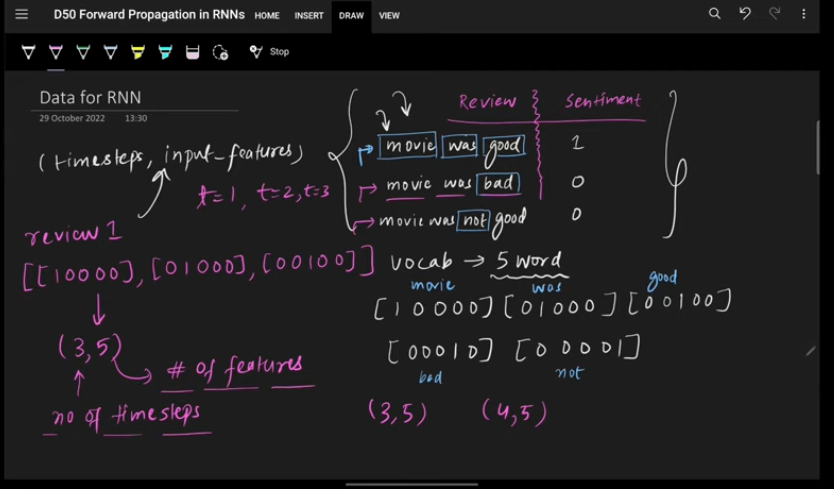 D50 Forward Propagation in RNNs HOME INSERT DRAW VIEW
Stop
Data for RNN
29 October 2022 13:30
Review Sentiment
movie was good 1
movie was bad 0
movie was not good 0
(timesteps, input-features)
t=1, t=2, t=3
review 1
[[10000], [01000], [00100]]
(3,5)
# of features
no of timesteps
vocab → 5 word
movie was good
[10000] [01000] [00100]
[00010] [00001]
bad not
(3,5) (4,5)